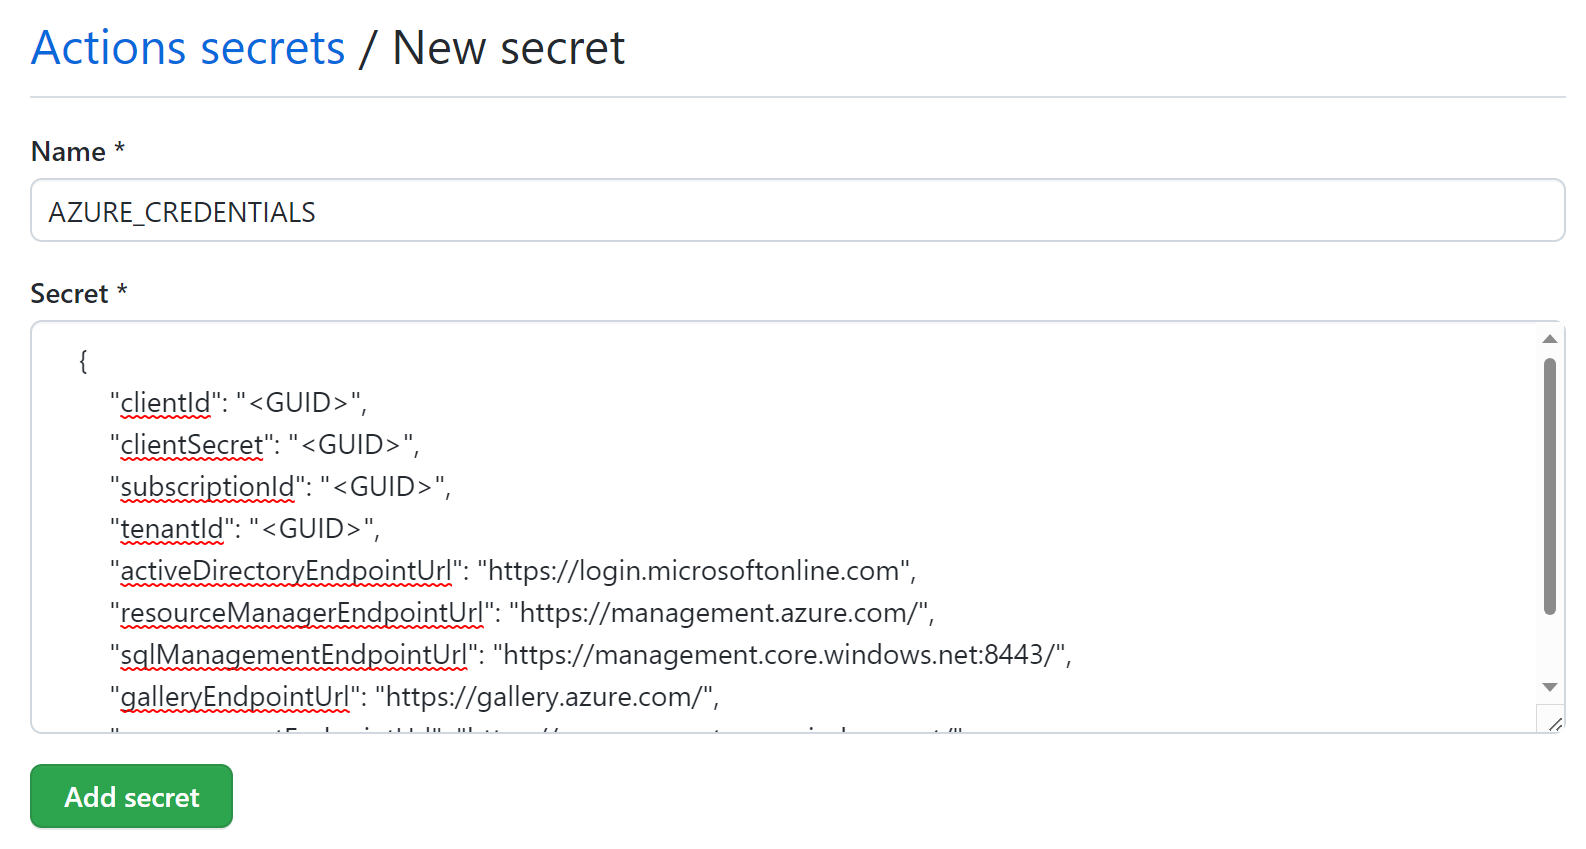 Actions secrets / New secret
Name *
AZURE_CREDENTIALS
Secret *
{
"clientId": "<GUID>",
"clientSecret": "<GUID>",
"subscriptionId": "<GUID>",
"tenantId": "<GUID>",
"activeDirectoryEndpointUrl": "https://login.microsoftonline.com",
"resourceManagerEndpointUrl": "https://management.azure.com/",
"sqlManagementEndpointUrl": "https://management.core.windows.net:8443/",
"galleryEndpointUrl": "https://gallery.azure.com/",
Add secret